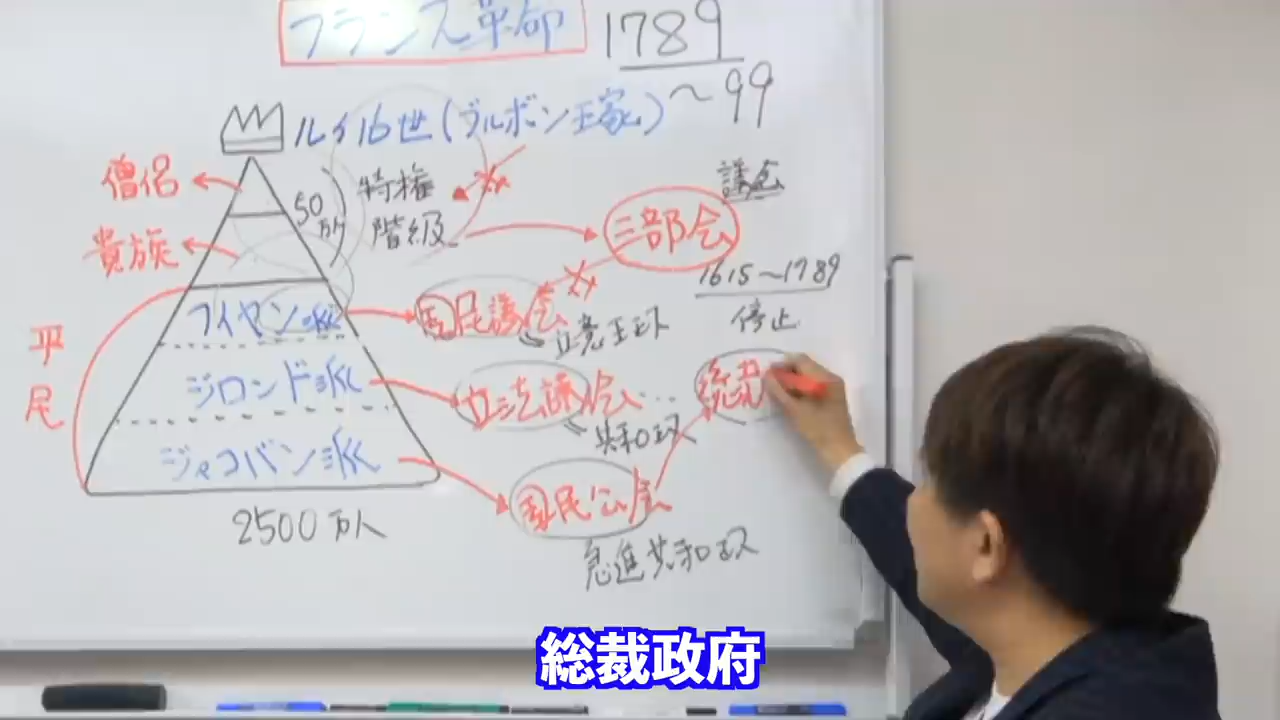 フランス革命
1789
～99
ルイ16世(ブルボン王家)
僧侶
50
万人
特権
階級
議会
三部会
貴族
1615～1789
停止
フイヤン派
国民議会
立憲王政
平民
ジロンド派
立法議会…
共和政
総裁
ジャコバン派
国民公会
急進共和政
2500万人
総裁政府